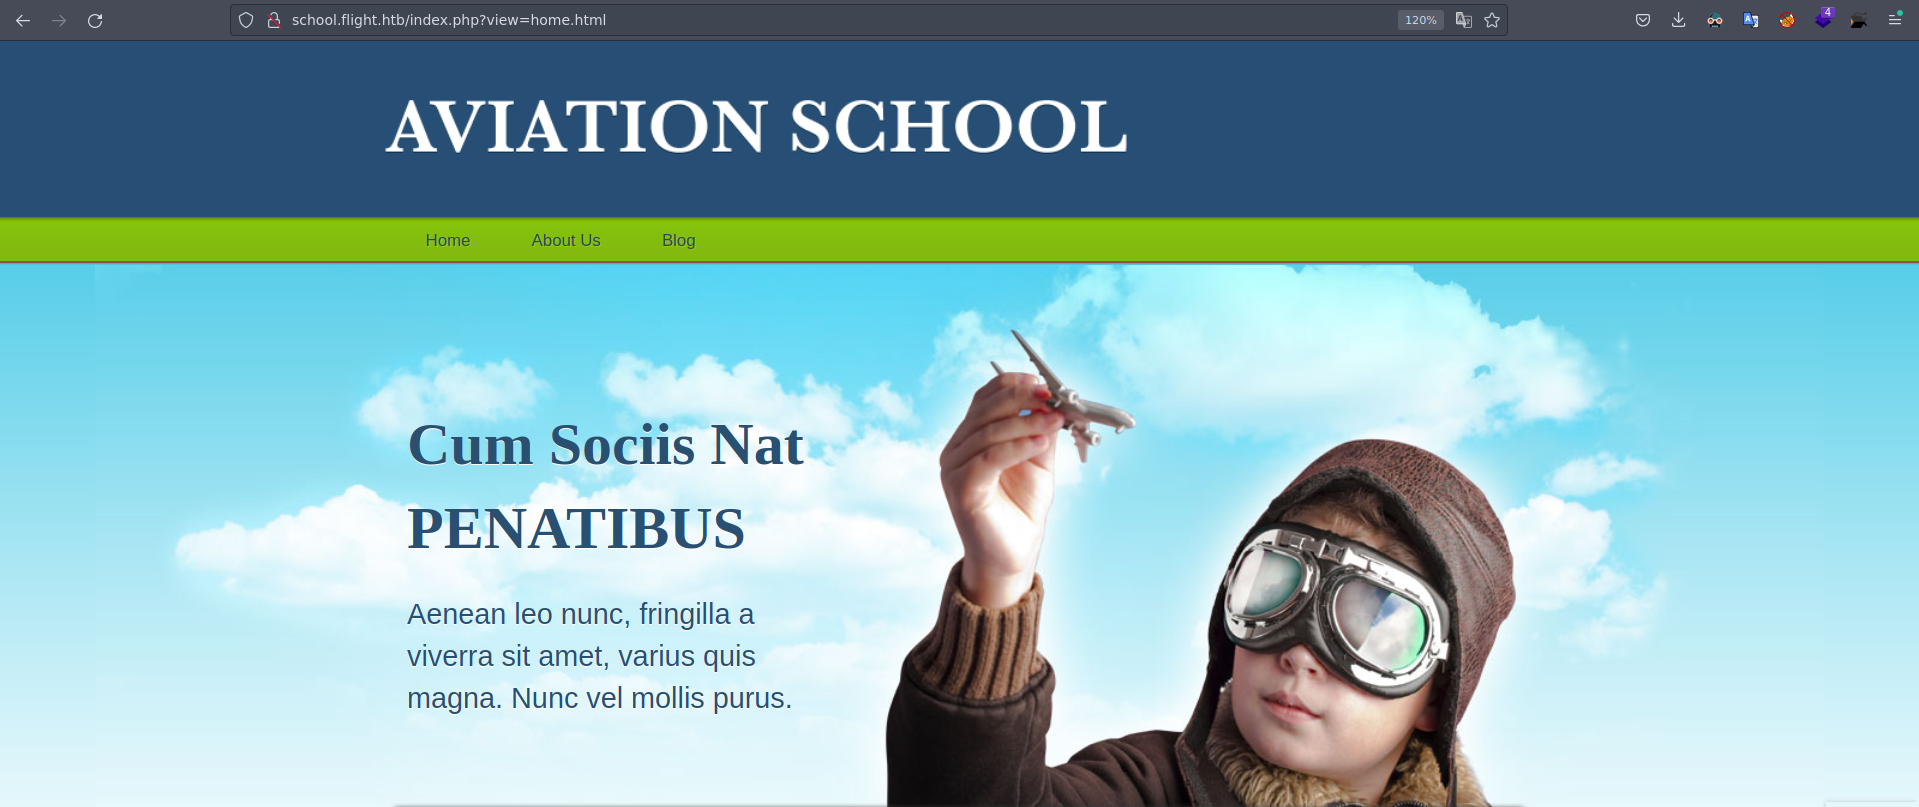 school.flight.htb/index.php?view=home.html
120%
4
AVIATION SCHOOL
Home About Us Blog
Cum Sociis Nat
PENATIBUS
Aenean leo nunc, fringilla a
viverra sit amet, varius quis
magna. Nunc vel mollis purus.